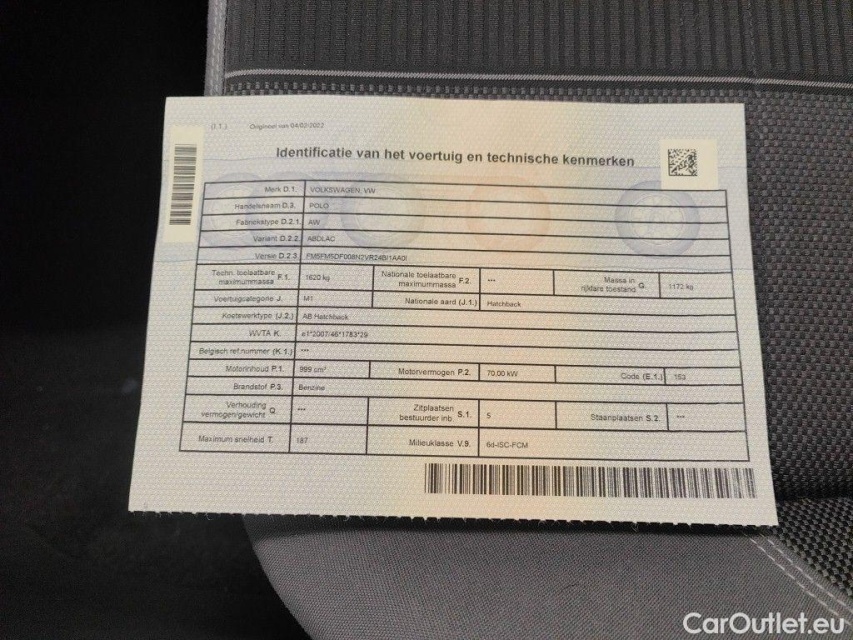 (I.1.) Origineel van 04/02/2022
Identificatie van het voertuig en technische kenmerken
Merk D.1. VOLKSWAGEN, VW
Handelsnaam D.3. POLO
Fabriekstype D.2.1. AW
Variant D.2.2. ABDLAC
Versie D.2.3.
Techn. toelaatbare maximummassa F.1. 1620 kg Nationale toelaatbare maximummassa F.2. --- Massa in rijklare toestand G. 1172 kg
Voertuigcategorie J. M1 Nationale aard (J.1.) Hatchback
Koetswerktype (J.2.) AB Hatchback
WVTA K. e1*2007/46*1783*29
Belgisch ref.nummer (K.1.) ---
Motorinhoud P.1. 999 cm³ Motorvermogen P.2. 70.00 kW Code (E.1.) 153
Brandstof P.3. Benzine
Verhouding vermogen/gewicht Q. --- Zitplaatsen bestuurder inb. S.1. 5 Staanplaatsen S.2. ---
Maximum snelheid T. 187 Milieuklasse V.9. 6d-ISC-FCM
CarOutlet.eu